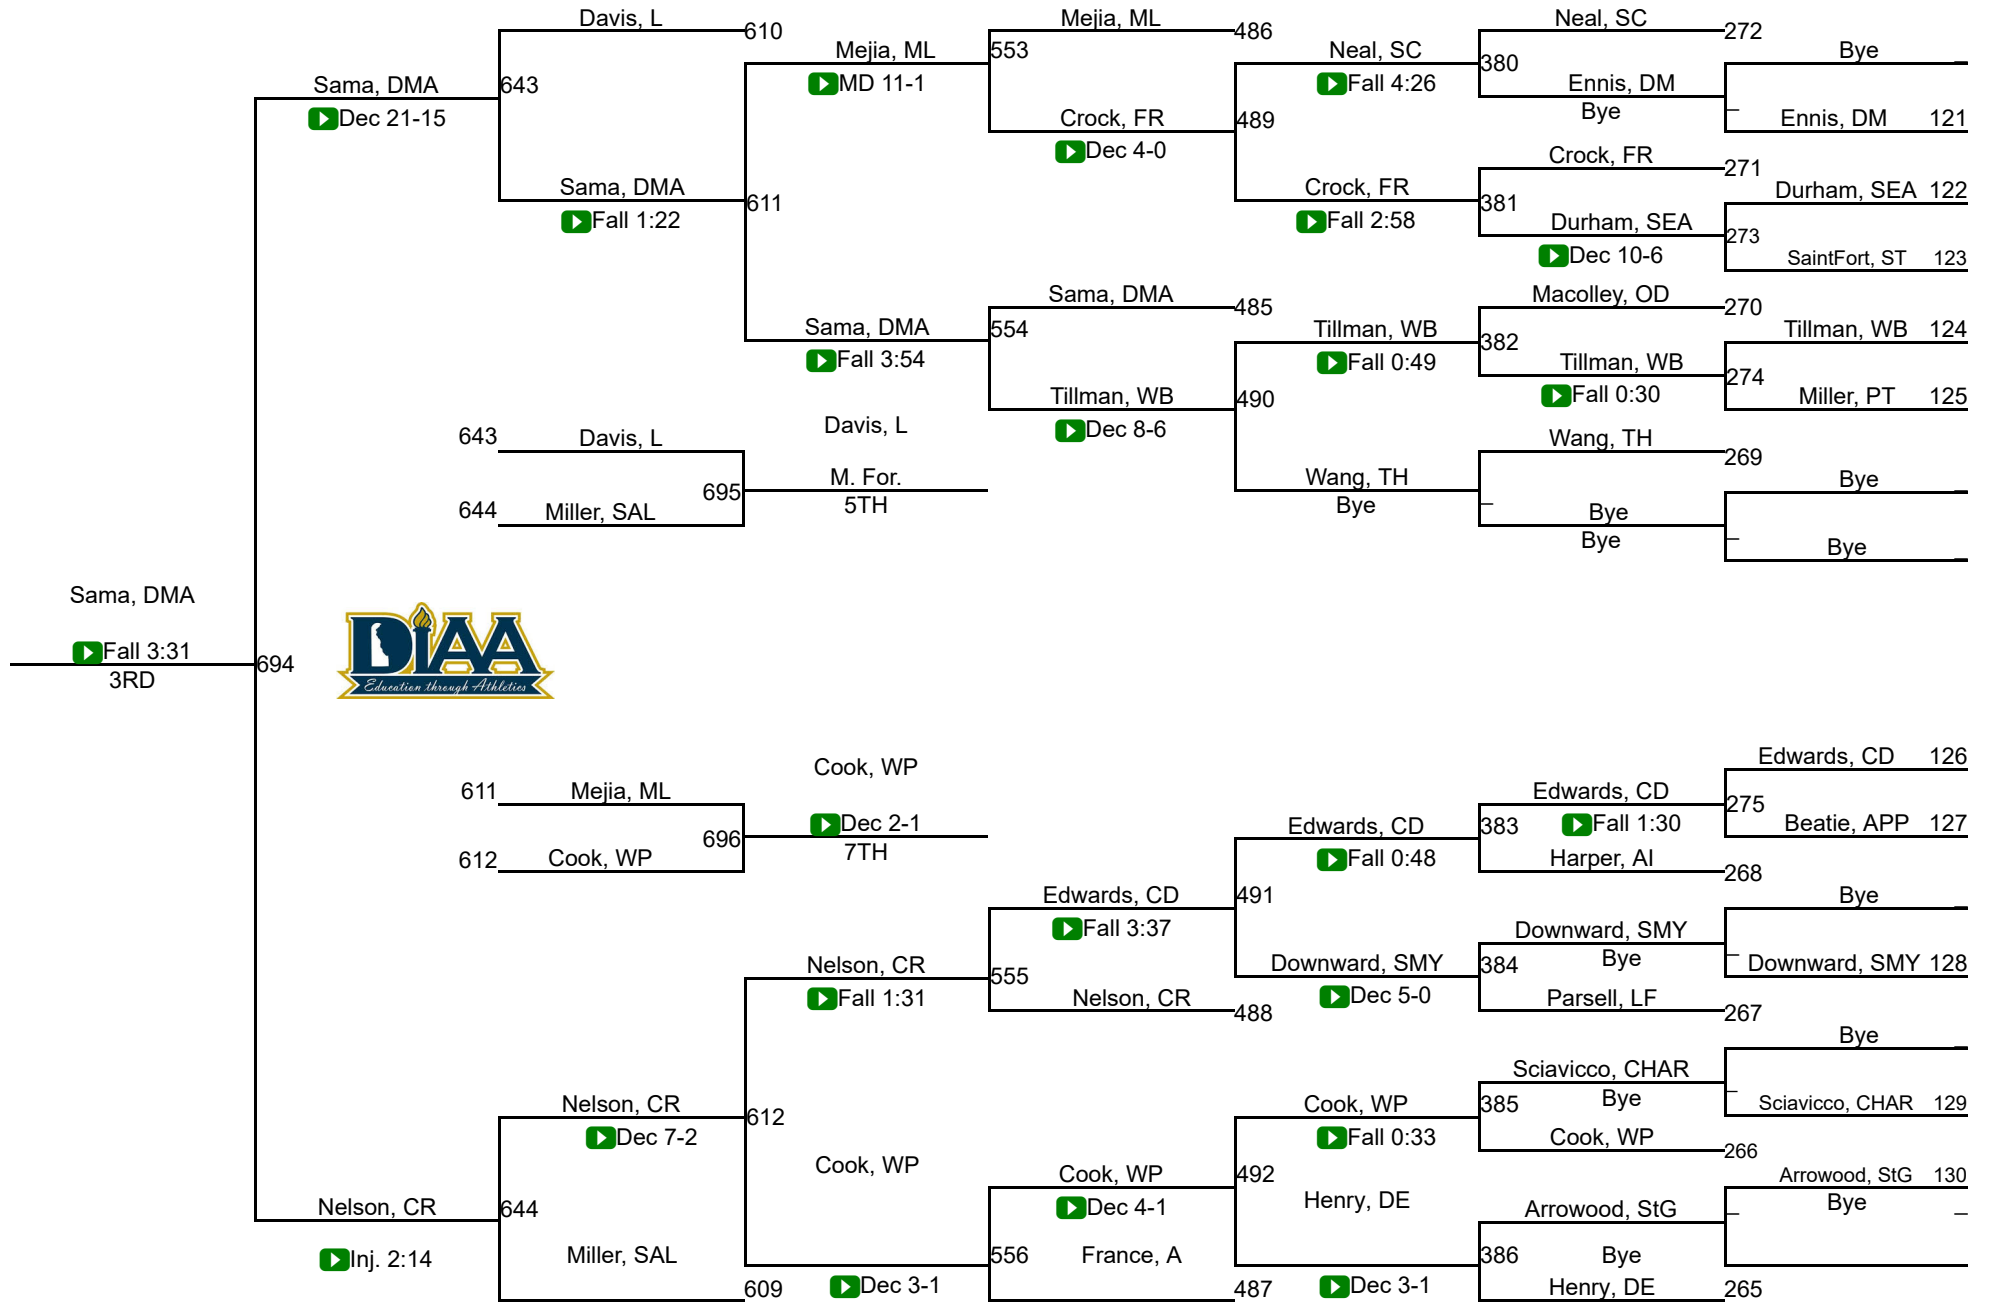 Davis, L
610
Mejia, ML
486
Neal, SC
272
Mejia, ML
553
Neal, SC
380
Bye
Sama, DMA
643
MD 11-1
Fall 4:26
Ennis, DM
Bye
Dec 21-15
Crock, FR
489
Ennis, DM 121
Dec 4-0
Crock, FR
271
Sama, DMA
611
Crock, FR
381
Durham, SEA 122
Fall 1:22
Fall 2:58
Durham, SEA
273
Dec 10-6
SaintFort, ST 123
Sama, DMA
485
Macolley, OD
270
Sama, DMA
554
Tillman, WB
382
Tillman, WB 124
Fall 3:54
Fall 0:49
Tillman, WB
274
Tillman, WB
490
Fall 0:30
Miller, PT 125
Davis, L
Dec 8-6
643
Davis, L
Wang, TH
269
695
M. For.
Wang, TH
Bye
5TH
Bye
644
Miller, SAL
Bye
Bye
Bye
Sama, DMA
Fall 3:31
694
3RD
DIAA
Education through Athletics
Edwards, CD 126
Cook, WP
611
Mejia, ML
Edwards, CD
275
696
Dec 2-1
Edwards, CD
383
Fall 1:30
Beatie, APP 127
7TH
612
Cook, WP
Fall 0:48
Harper, AI
268
Edwards, CD
491
Bye
Fall 3:37
Downward, SMY
Nelson, CR
555
Downward, SMY
384
Bye
Downward, SMY 128
Fall 1:31
Nelson, CR
488
Dec 5-0
Parsell, LF
267
Bye
Sciavicco, CHAR
Nelson, CR
612
Cook, WP
385
Bye
Sciavicco, CHAR 129
Dec 7-2
Fall 0:33
Cook, WP
266
Cook, WP
Cook, WP
492
Arrowood, StG 130
Nelson, CR
644
Dec 4-1
Henry, DE
Arrowood, StG
Bye
Inj. 2:14
Miller, SAL
556
France, A
386
Bye
609
Dec 3-1
487
Dec 3-1
Henry, DE
265